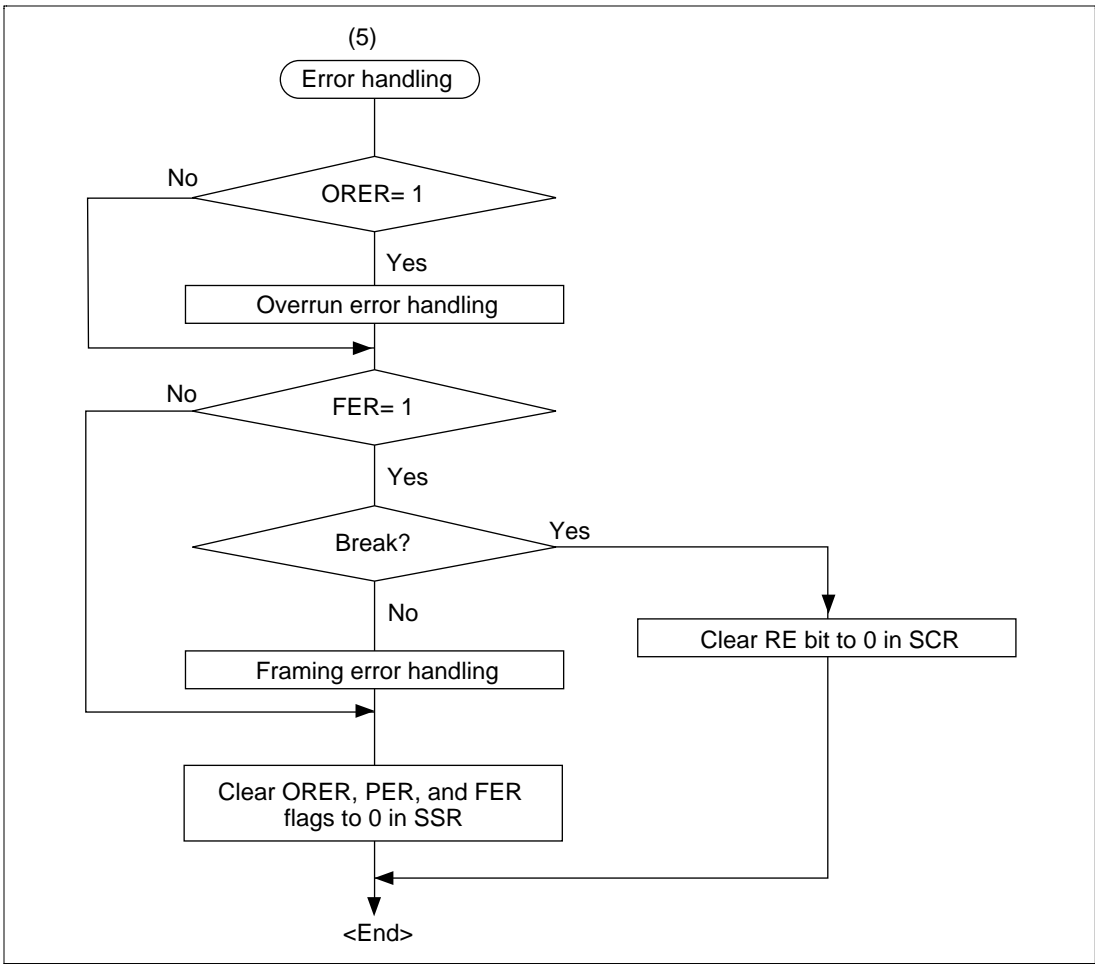 (5)
Error handling
No
ORER= 1
Yes
Overrun error handling
No
FER= 1
Yes
Break?
Yes
No
Clear RE bit to 0 in SCR
Framing error handling
Clear ORER, PER, and FER
flags to 0 in SSR
<End>